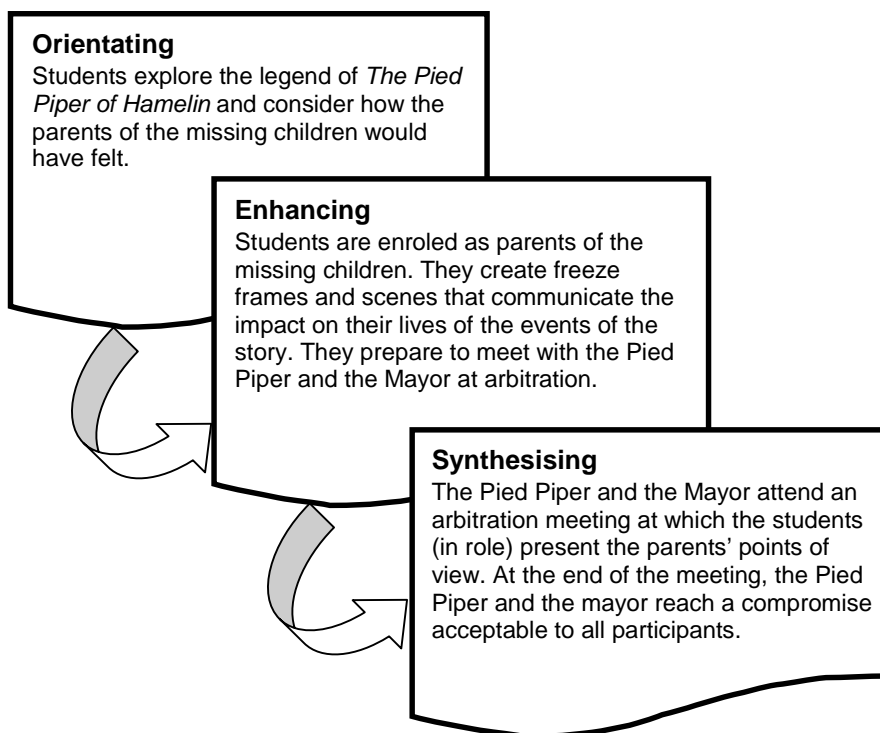 Orientating
Students explore the legend of The Pied
Piper of Hamelin and consider how the
parents of the missing children would
have felt.
Enhancing
Students are enroled as parents of the
missing children. They create freeze
frames and scenes that communicate the
impact on their lives of the events of the
story. They prepare to meet with the Pied
Piper and the Mayor at arbitration.
Synthesising
The Pied Piper and the Mayor attend an
arbitration meeting at which the students
(in role) present the parents’ points of
view. At the end of the meeting, the Pied
Piper and the mayor reach a compromise
acceptable to all participants.